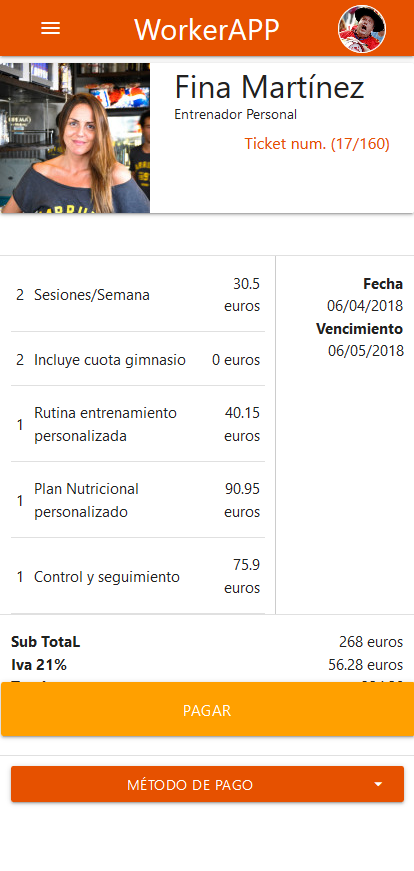 WorkerAPP
Fina Martínez
Entrenador Personal
Ticket num. (17/160)
2 Sesiones/Semana 30.5
euros
2 Incluye cuota gimnasio 0 euros
1 Rutina entrenamiento
personalizada 40.15
euros
1 Plan Nutricional
personalizado 90.95
euros
1 Control y seguimiento 75.9
euros
Fecha
06/04/2018
Vencimiento
06/05/2018
Sub TotaL 268 euros
Iva 21% 56.28 euros
PAGAR
MÉTODO DE PAGO